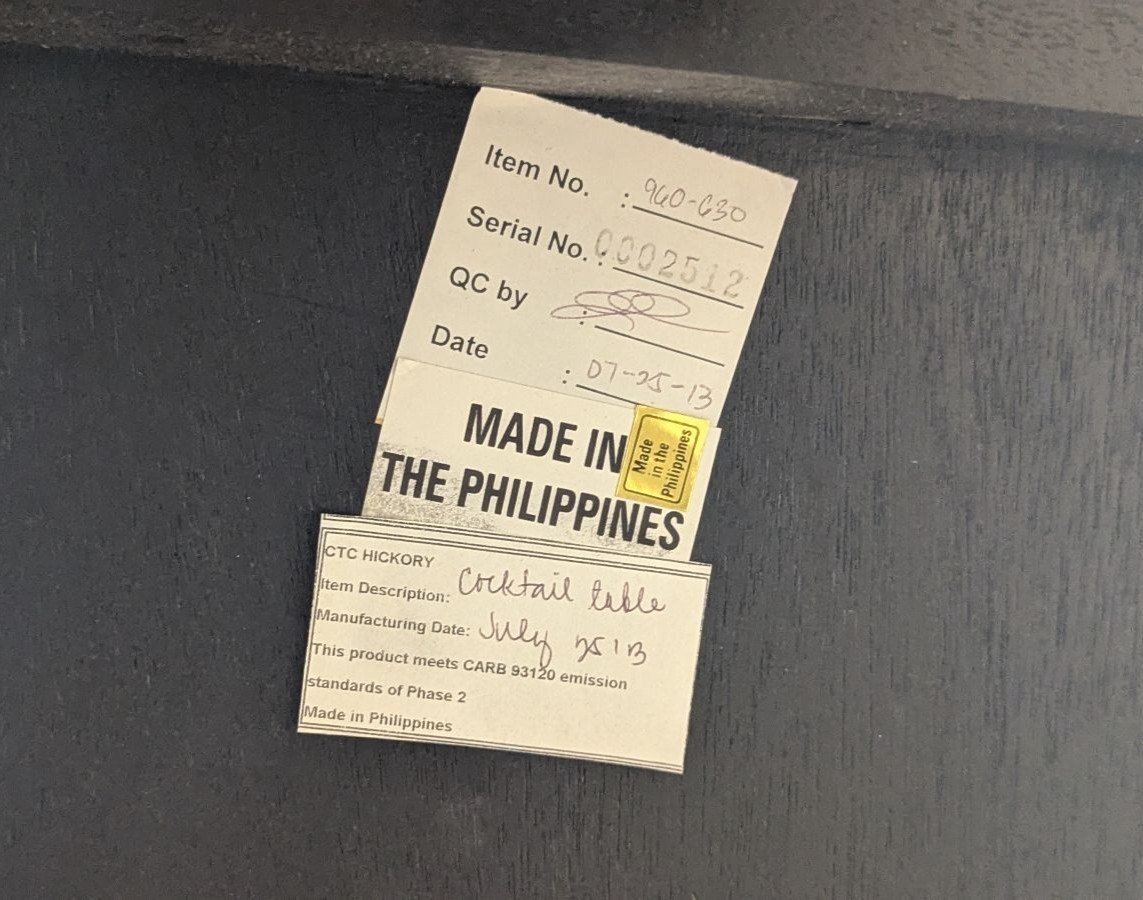 Item No. : 960-630
Serial No. : 0002512
QC by :
Date : 07-25-13
MADE IN
THE PHILIPPINES
Made
in the
Philippines
CTC HICKORY
Item Description: Cocktail table
Manufacturing Date: July 25 '13
This product meets CARB 93120 emission
standards of Phase 2
Made in Philippines